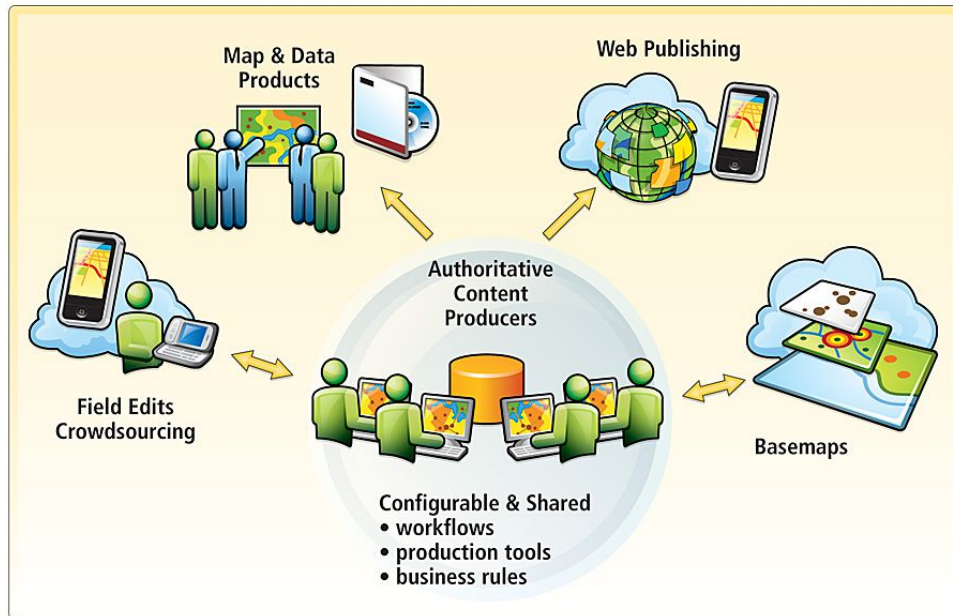 Map & Data
Products
Web Publishing
Authoritative
Content
Producers
Field Edits
Crowdsourcing
Basemaps
Configurable & Shared
• workflows
• production tools
• business rules